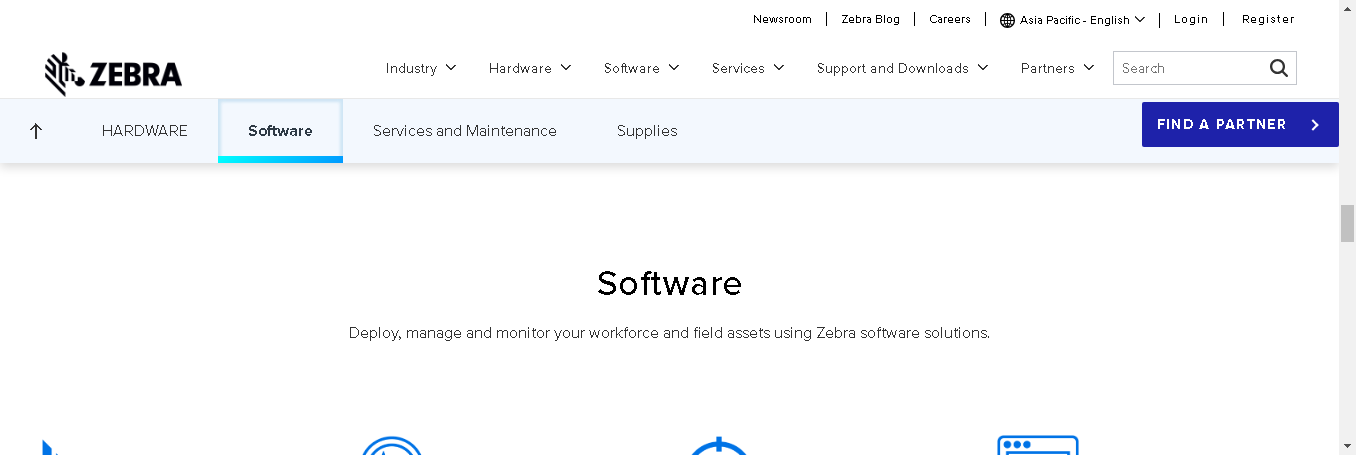 Newsroom Zebra Blog Careers Asia Pacific - English Login Register
ZEBRA Industry Hardware Software Services Support and Downloads Partners Search
HARDWARE Software Services and Maintenance Supplies FIND A PARTNER
Software
Deploy, manage and monitor your workforce and field assets using Zebra software solutions.